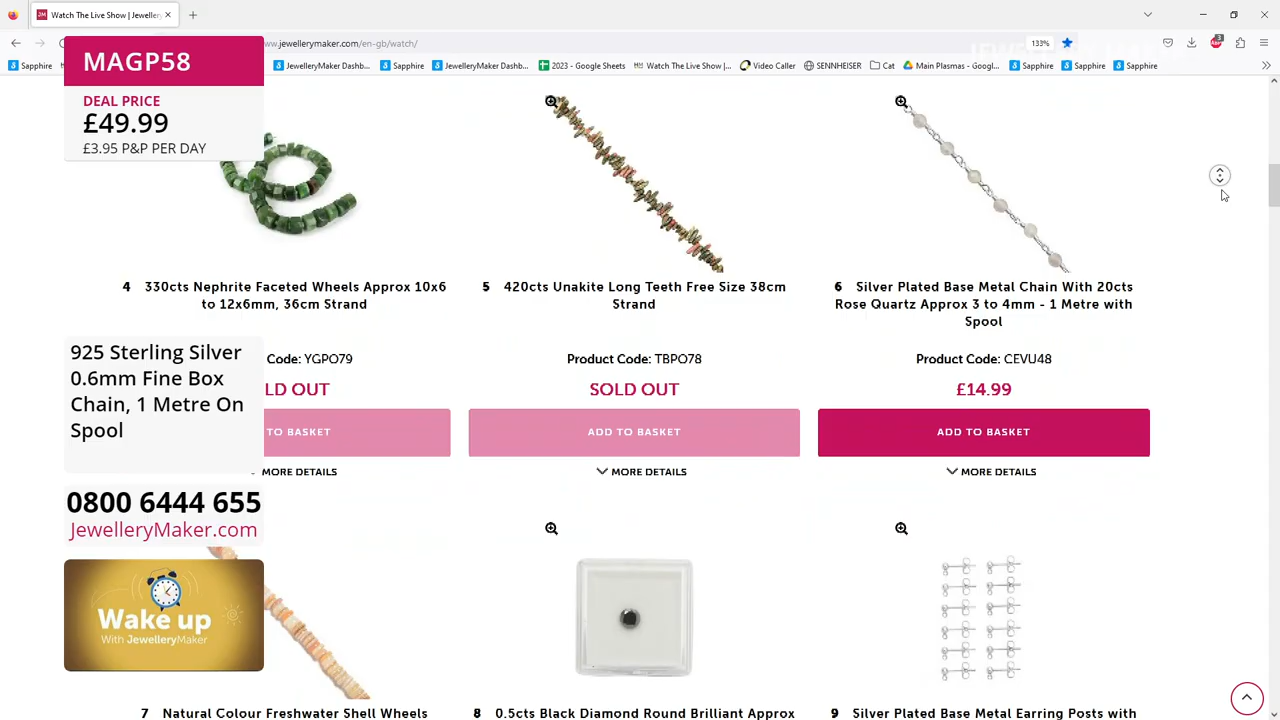 Watch The Live Show | Jeweller
ww.jewellerymaker.com/en-gb/watch/
133%
3
Sapphire
JewelleryMaker Dashb...
Sapphire
JewelleryMaker Dashb...
2023 - Google Sheets
Watch The Live Show |...
Video Caller
SENNHEISER
Cat
Main Plasmas - Googl...
Sapphire
Sapphire
Sapphire
MAGP58
DEAL PRICE
£49.99
£3.95 P&P PER DAY
4 330cts Nephrite Faceted Wheels Approx 10x6
to 12x6mm, 36cm Strand
Code: YGPO79
LD OUT
TO BASKET
MORE DETAILS
5 420cts Unakite Long Teeth Free Size 38cm
Strand
Product Code: TBPO78
SOLD OUT
ADD TO BASKET
MORE DETAILS
6 Silver Plated Base Metal Chain With 20cts
Rose Quartz Approx 3 to 4mm - 1 Metre with
Spool
Product Code: CEVU48
£14.99
ADD TO BASKET
MORE DETAILS
925 Sterling Silver
0.6mm Fine Box
Chain, 1 Metre On
Spool
0800 6444 655
JewelleryMaker.com
Wake up
With JewelleryMaker
7 Natural Colour Freshwater Shell Wheels
8 0.5cts Black Diamond Round Brilliant Approx
9 Silver Plated Base Metal Earring Posts with